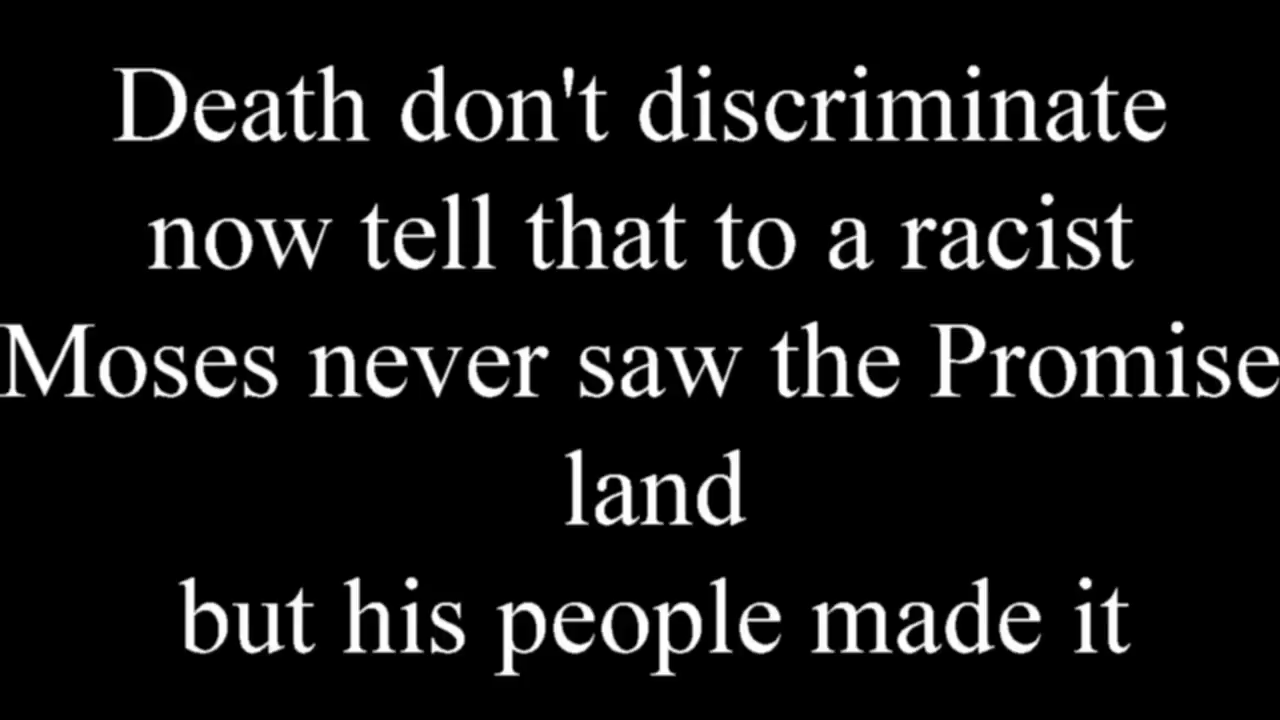 Death don't discriminate
now tell that to a racist
Moses never saw the Promise
land
but his people made it